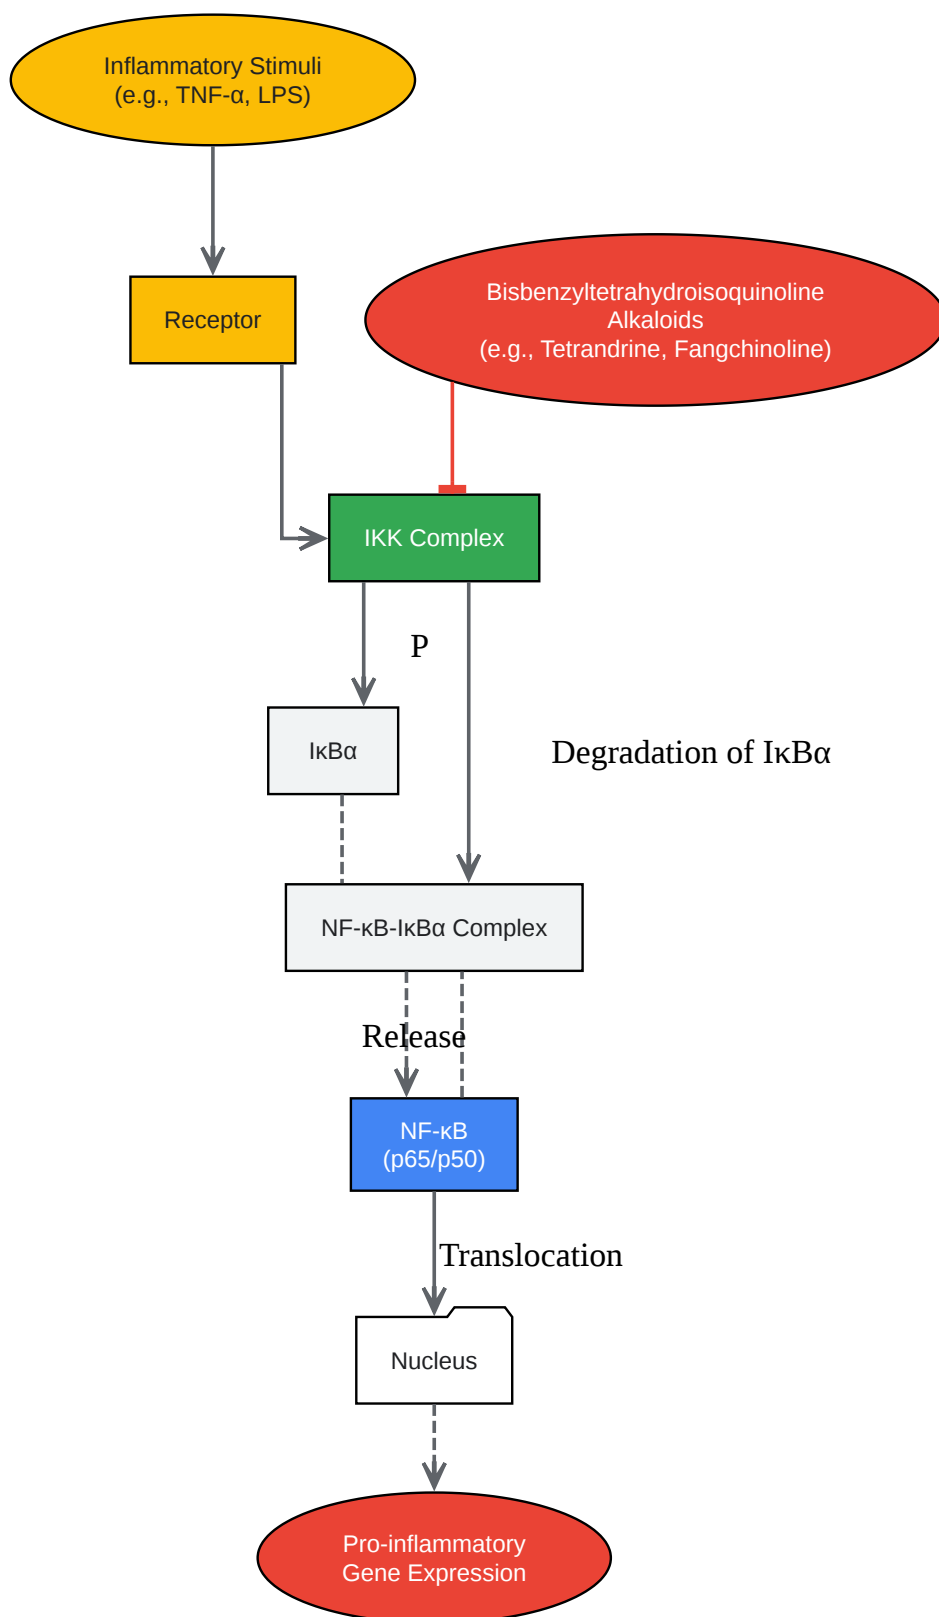 Inflammatory Stimuli
(e.g., TNF-α, LPS)
Receptor
Bisbenzyltetrahydroisoquinoline
Alkaloids
(e.g., Tetrandrine, Fangchinoline)
IKK Complex
P
IκBα
Degradation of IκBα
NF-κB-IκBα Complex
Release
NF-κB
(p65/p50)
Translocation
Nucleus
Pro-inflammatory
Gene Expression